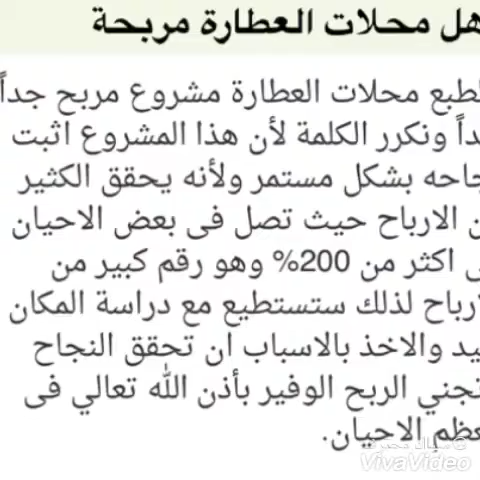 هل محلات العطارة مربحة
لطبع محلات العطارة مشروع مربح جداً
داً ونكرر الكلمة لأن هذا المشروع اثبت
جاحه بشكل مستمر ولأنه يحقق الكثير
ن الارباح حيث تصل فى بعض الاحيان
ى اكثر من 200% وهو رقم كبير من
ارباح لذلك ستستطيع مع دراسة المكان
يد والاخذ بالاسباب ان تحقق النجاح
تجني الربح الوفير بأذن الله تعالي فى
عظم الاحيان.
VivaVideo